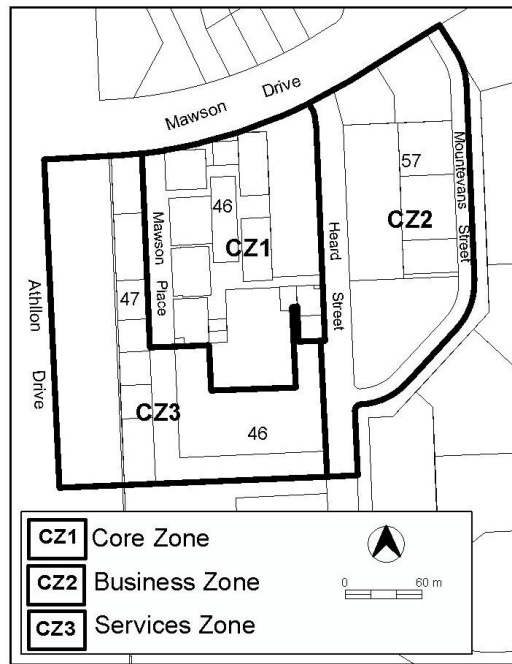 Mawson Drive
57
Mountevans Street
46
CZ2
Mawson Place
CZ1
Heard Street
47
Athllon Drive
CZ3
46
CZ1 Core Zone
CZ2 Business Zone
CZ3 Services Zone
0 60 m